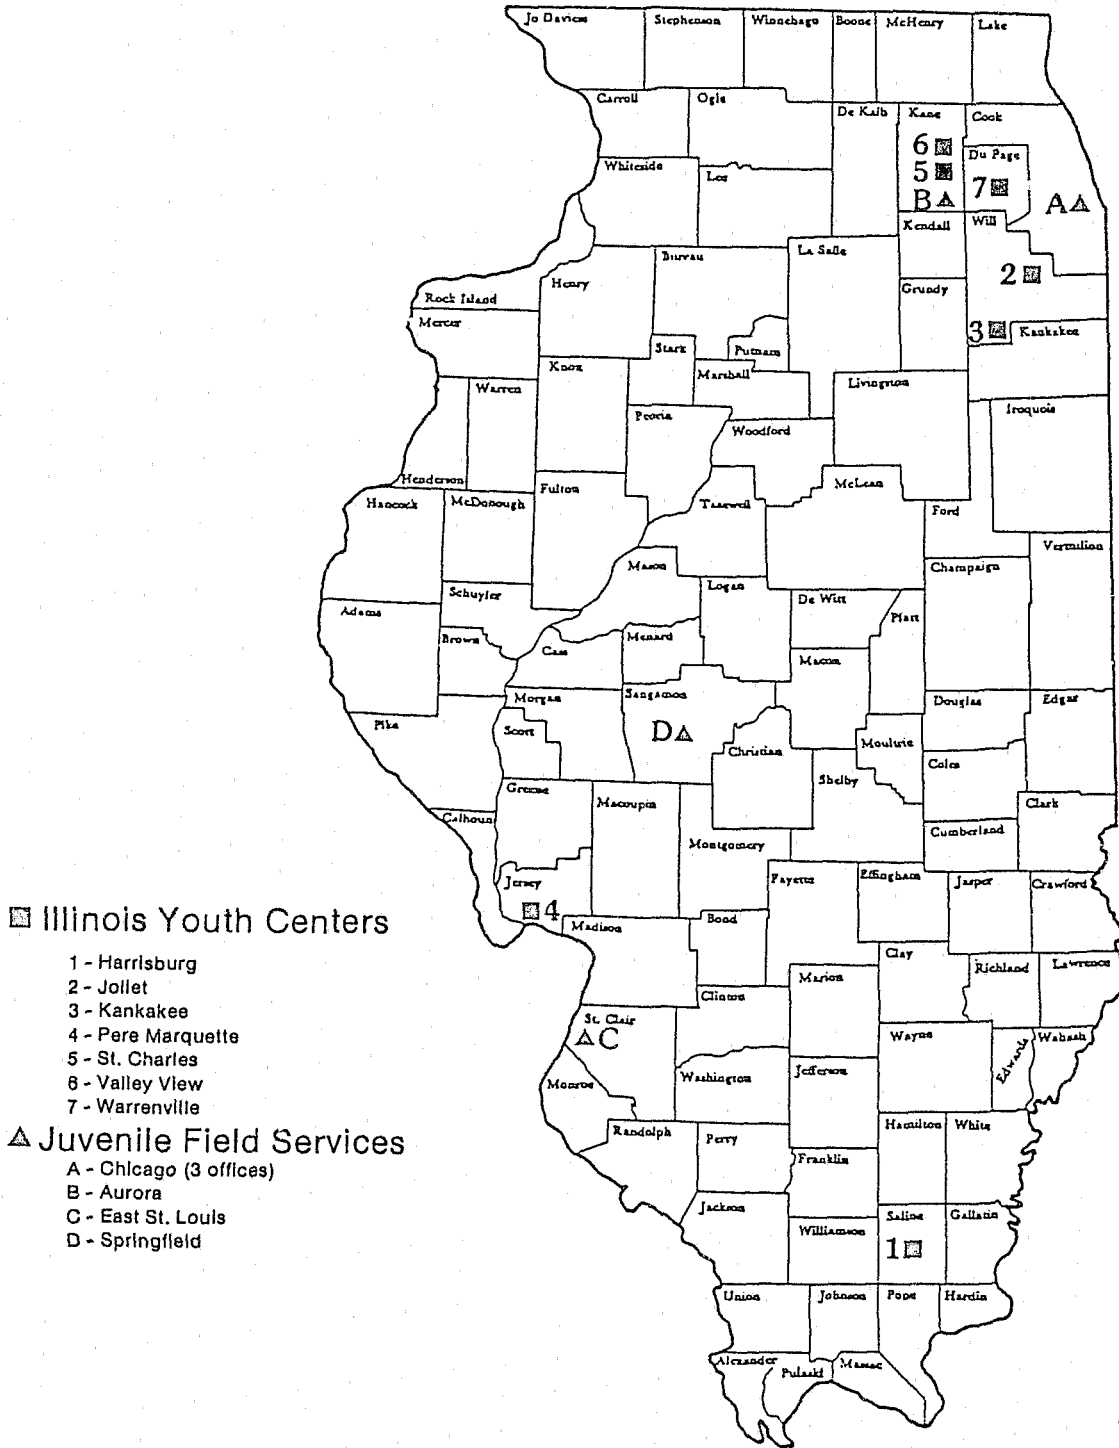 Jo Daviess Stephenson Winnebago Boone McHenry Lake
Carroll Ogle De Kalb Kane Cook
6
Du Page
Whiteside Lee 5 7
B A
Kendall Will
Bureau La Salle
2
Henry Grundy
Rock Island
Mercer 3 Kankakee
Stark Putnam
Knox Marshall
Warren Livingston
Peoria Iroquois
Woodford
Henderson McLean
Fulton
Hancock McDonough Tazewell Ford
Vermilion
Mason Champaign
Schuyler Logan De Witt
Adams Piatt
Brown Cass Menard
Macon
Morgan Sangamon Douglas Edgar
Pike Scott D Moultrie
Christian Coles
Shelby
Greene Macoupin Clark
Calhoun Cumberland
Montgomery
Jersey Fayette Effingham Jasper Crawford
4
Madison Bond
Clay
Marion Richland Lawrence
Clinton
St. Clair
C Wayne Edwards Wabash
Monroe Washington Jefferson
Randolph Perry Hamilton White
Franklin
Jackson Saline Gallatin
Williamson
1
Union Johnson Pope Hardin
Alexander Pulaski Massac
Illinois Youth Centers
1 - Harrisburg
2 - Joliet
3 - Kankakee
4 - Pere Marquette
5 - St. Charles
6 - Valley View
7 - Warrenville
Juvenile Field Services
A - Chicago (3 offices)
B - Aurora
C - East St. Louis
D - Springfield